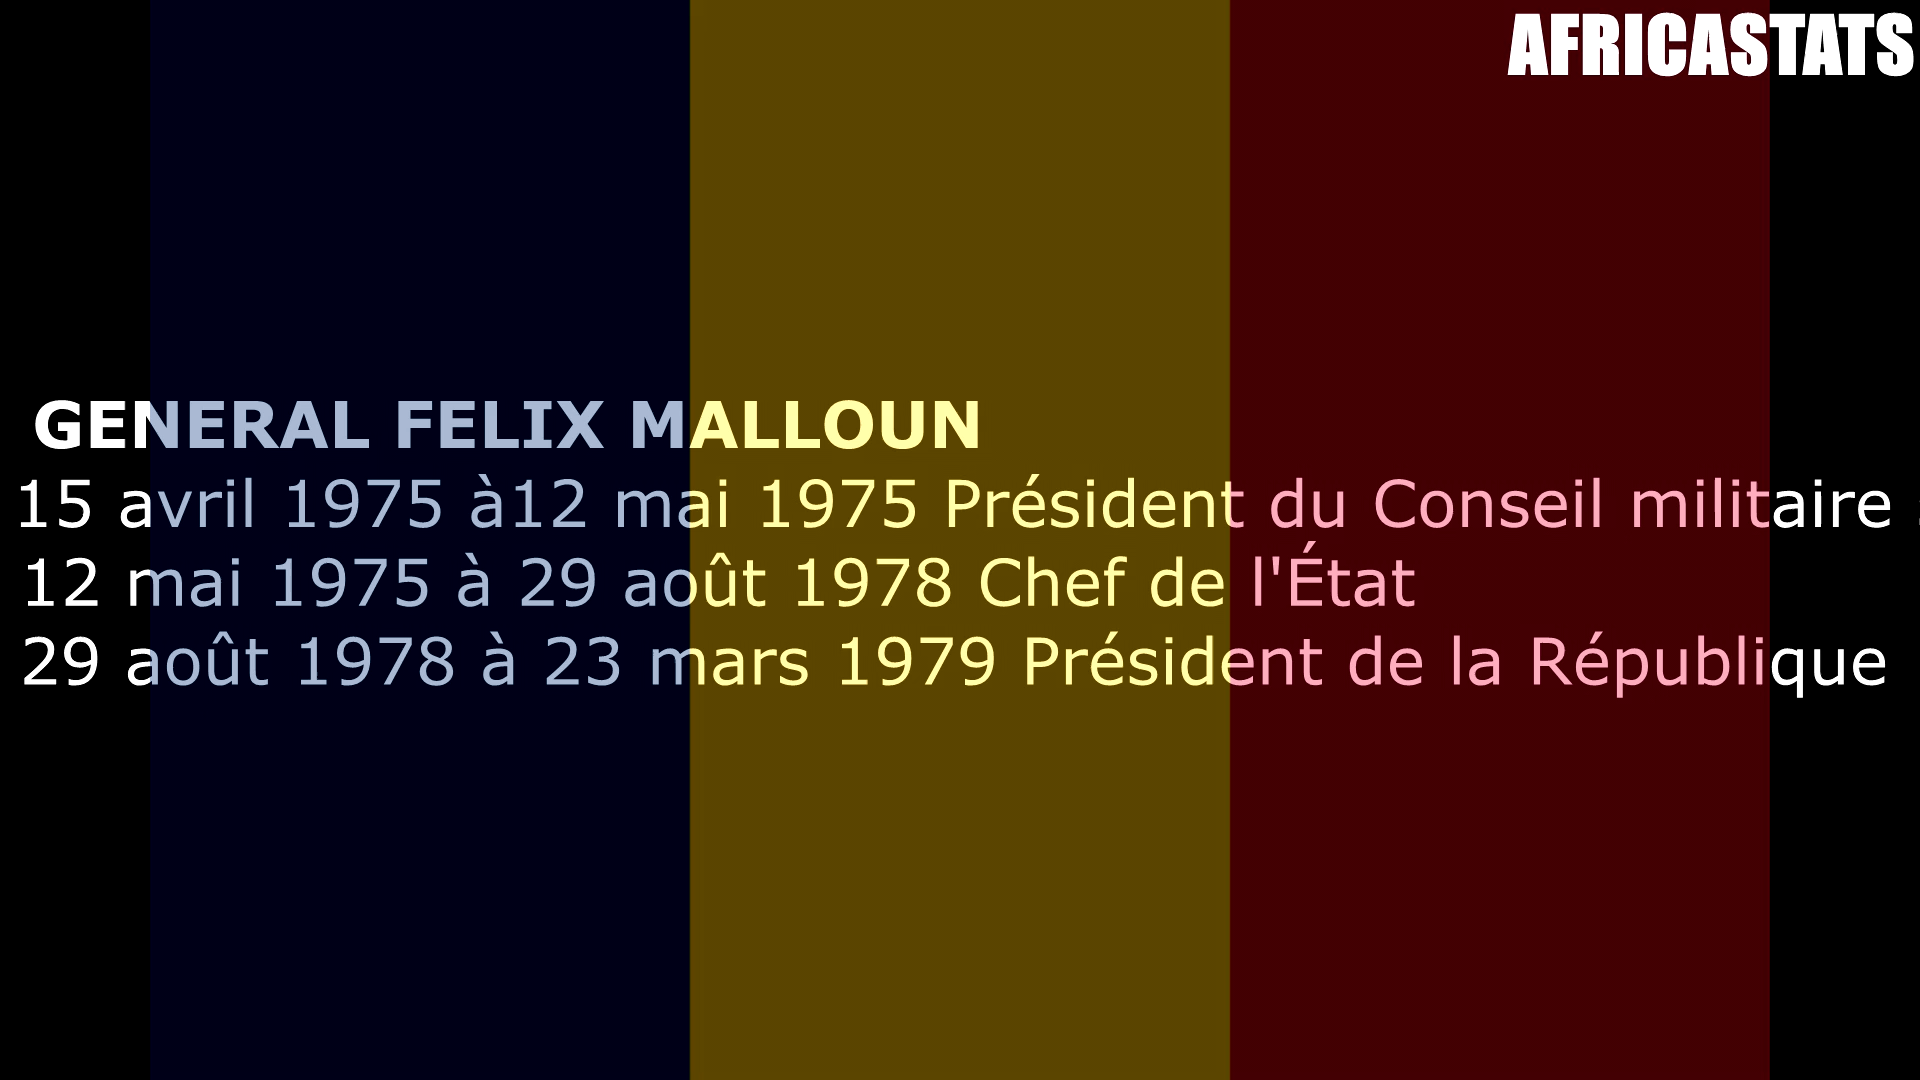 AFRICASTATS
GENERAL FELIX MALLOUN
15 avril 1975 à12 mai 1975 Président du Conseil militaire
12 mai 1975 à 29 août 1978 Chef de l'État
29 août 1978 à 23 mars 1979 Président de la République